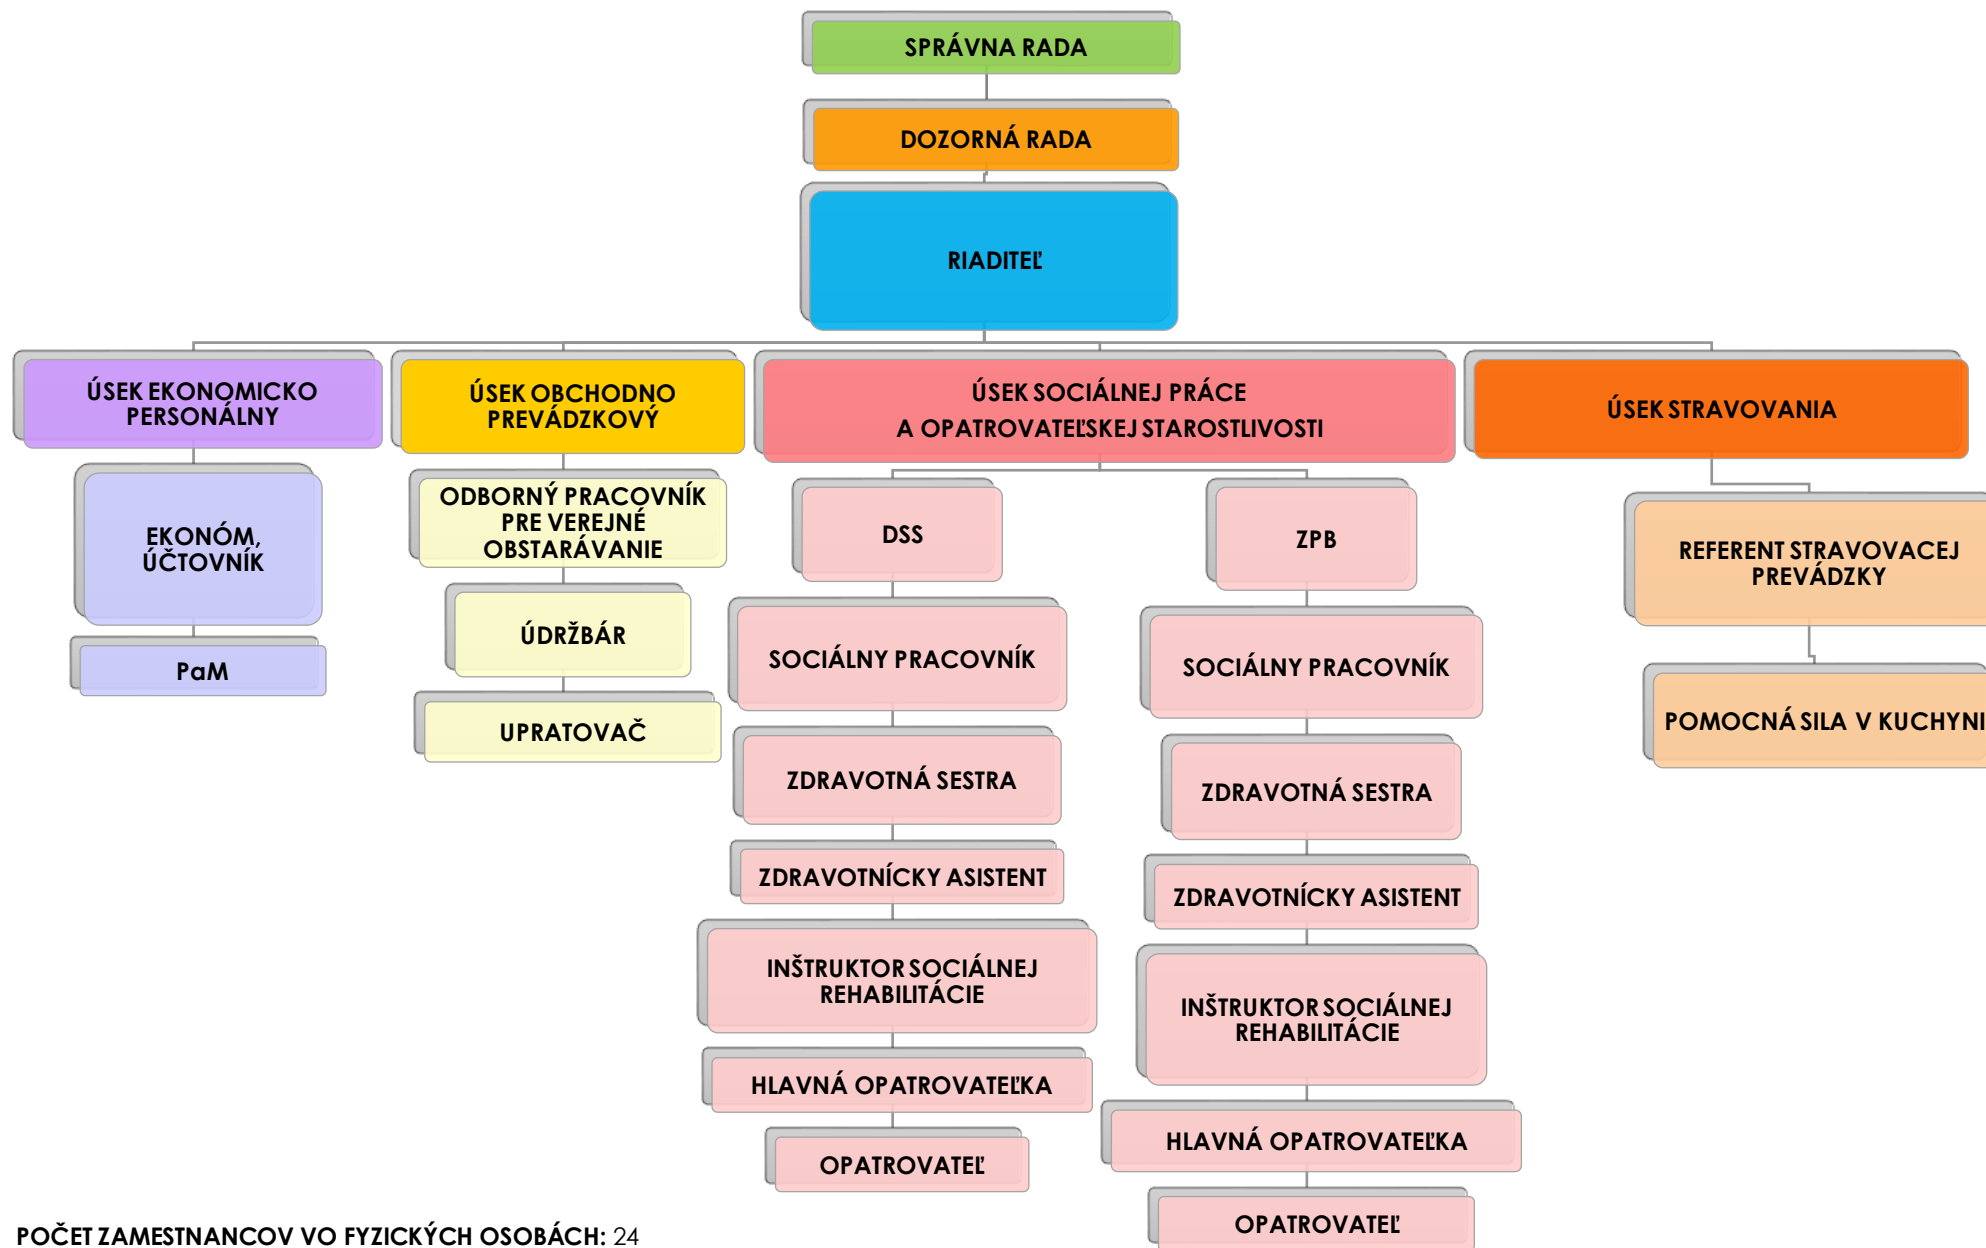 SPRÁVNA RADA
DOZORNÁ RADA
RIADITEĽ
ÚSEK EKONOMICKO
PERSONÁLNY
ÚSEK OBCHODNO
PREVÁDZKOVÝ
ÚSEK SOCIÁLNEJ PRÁCE
A OPATROVATEĽSKEJ STAROSTLIVOSTI
ÚSEK STRAVOVANIA
EKONÓM,
ÚČTOVNÍK
PaM
ODBORNÝ PRACOVNÍK
PRE VEREJNÉ
OBSTARÁVANIE
ÚDRŽBÁR
UPRATOVAČ
DSS
SOCIÁLNY PRACOVNÍK
ZDRAVOTNÁ SESTRA
ZDRAVOTNÍCKY ASISTENT
INŠTRUKTOR SOCIÁLNEJ
REHABILITÁCIE
HLAVNÁ OPATROVATEĽKA
OPATROVATEĽ
ZPB
SOCIÁLNY PRACOVNÍK
ZDRAVOTNÁ SESTRA
ZDRAVOTNÍCKY ASISTENT
INŠTRUKTOR SOCIÁLNEJ
REHABILITÁCIE
HLAVNÁ OPATROVATEĽKA
OPATROVATEĽ
REFERENT STRAVOVACEJ
PREVÁDZKY
POMOCNÁ SILA V KUCHYNI
POČET ZAMESTNANCOV VO FYZICKÝCH OSOBÁCH: 24